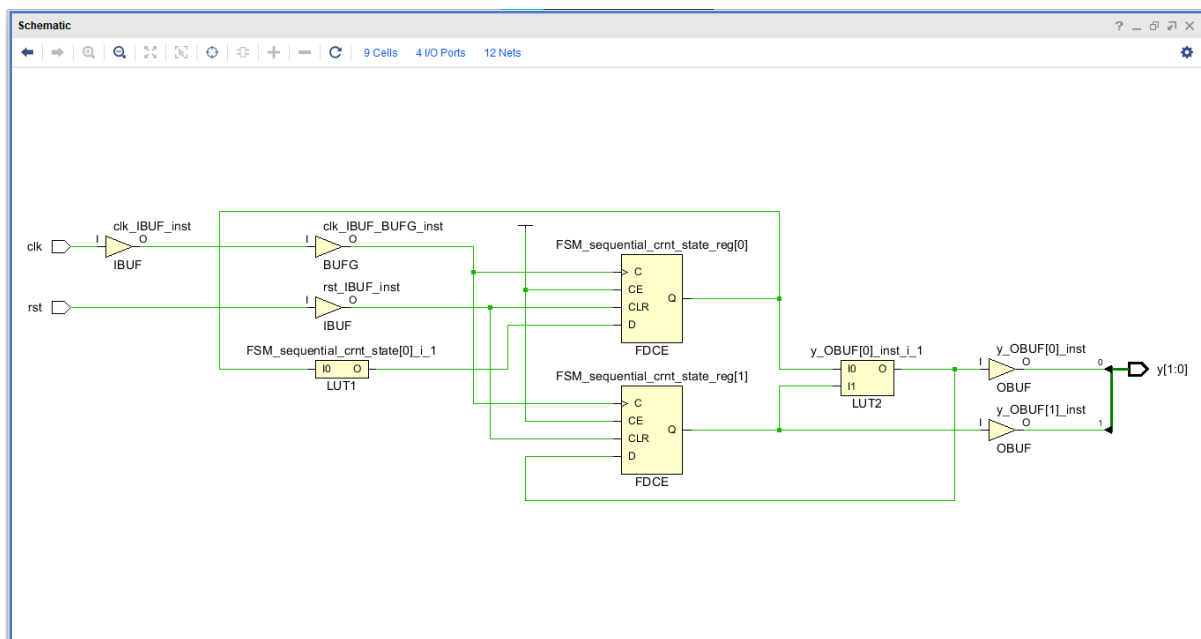 Schematic
? _
9 Cells 4 I/O Ports 12 Nets
clk
I O
clk_IBUF_inst
IBUF
I O
clk_IBUF_BUFG_inst
BUFG
rst
I O
rst_IBUF_inst
IBUF
FSM_sequential_crnt_state[0]_i_1
I0 O
LUT1
FSM_sequential_crnt_state_reg[0]
C
CE
CLR
D
Q
FDCE
FSM_sequential_crnt_state_reg[1]
C
CE
CLR
D
Q
FDCE
y_OBUF[0]_inst_i_1
I0 O
I1
LUT2
y_OBUF[0]_inst
I O
OBUF
0
y_OBUF[1]_inst
I O
OBUF
1
y[1:0]